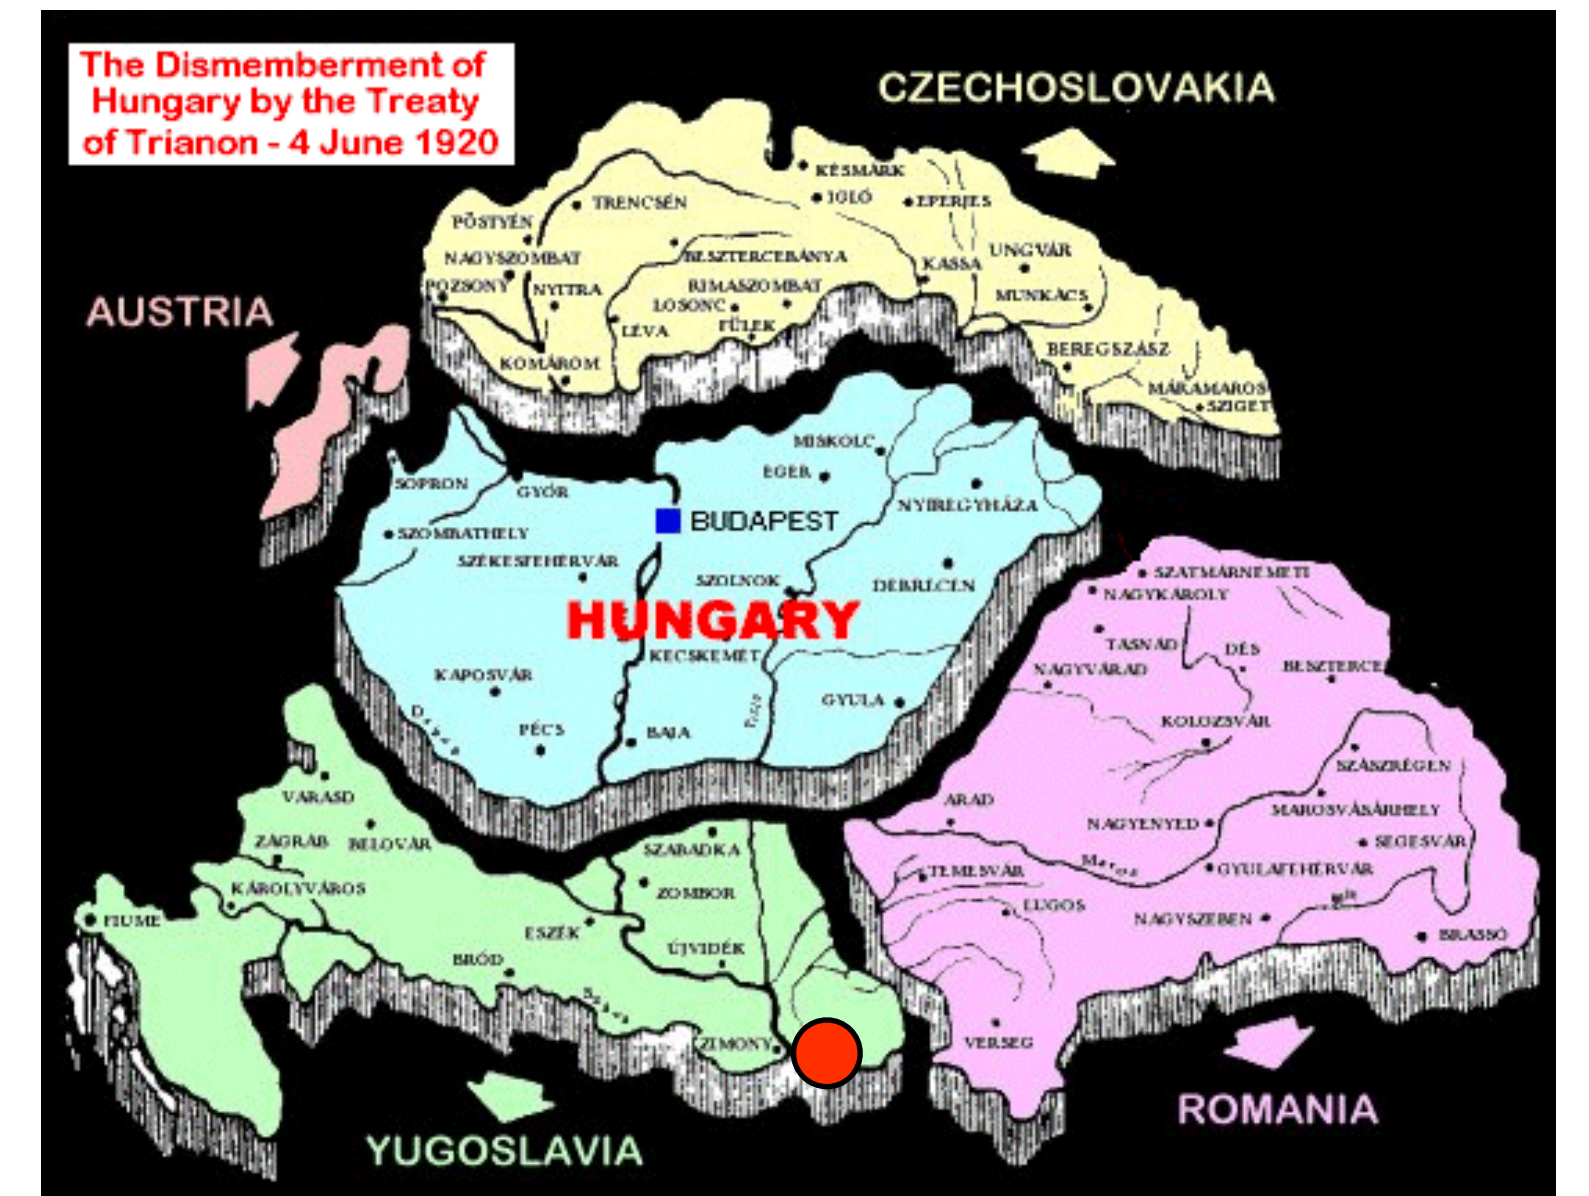 The Dismemberment of
Hungary by the Treaty
of Trianon - 4 June 1920
CZECHOSLOVAKIA
KÉSMÁRK
IGLÓ
EPERJES
TRENCSÉN
PÖSTYÉN
NAGYSZOMBAT
BESZTERCEBÁNYA
UNGVÁR
KASSA
POZSONY
NYITRA
RIMASZOMBAT
LOSONC
MUNKÁCS
FÜLEK
LÉVA
KOMÁROM
BEREGSZÁSZ
MÁRAMAROS
SZIGET
AUSTRIA
MISKOLC
EGER
SOPRON
GYŐR
NYIREGYHÁZA
BUDAPEST
SZOMBATHELY
SZÉKESFEHÉRVÁR
SZOLNOK
DEBRECEN
HUNGARY
KECSKEMÉT
KAPOSVÁR
GYULA
PÉCS
BAJA
SZATMÁRNÉMETI
NAGYKÁROLY
TASNÁD
DÉS
NAGYVÁRAD
BESZTERCE
KOLOZSVÁR
SZÁSZRÉGEN
ARAD
MAROSVÁSÁRHELY
NAGYENYED
SEGESVÁR
Maros
TEMESVÁR
GYULAFEHÉRVÁR
LUGOS
NAGYSZEBEN
BRASSÓ
VERSEG
ROMANIA
VARASD
ZÁGRÁB
BELOVÁR
SZABADKA
KÁROLYVÁROS
ZOMBOR
FIUME
ESZÉK
ÚJVIDÉK
BRÓD
ZIMONY
YUGOSLAVIA